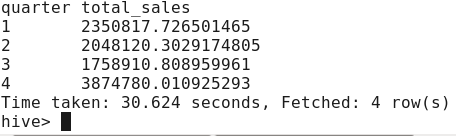 quarter total_sales
1 2350817.726501465
2 2048120.3029174805
3 1758910.808959961
4 3874780.010925293
Time taken: 30.624 seconds, Fetched: 4 row(s)
hive>